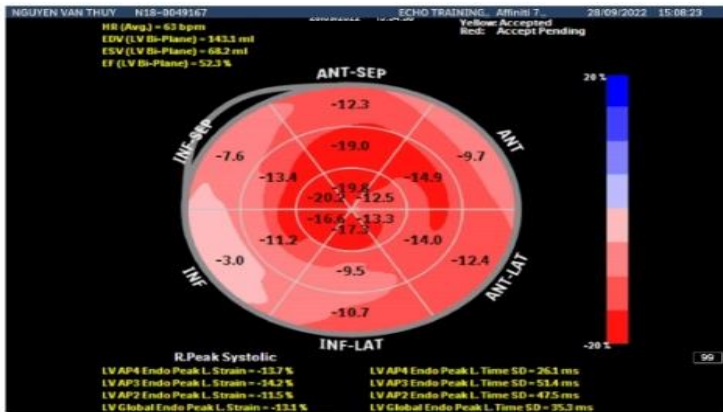 NGUYEN VAN THUY N18-0049167 ECHO TRAINING.. Affiniti 7... 28/09/2022 15:08:23
HR (Avg.) = 63 bpm
EDV (LV Bi-Plane) = 143.1 ml
ESV (LV Bi-Plane) = 68.2 ml
EF (LV Bi-Plane) = 52.3 %
Yellow: Accepted
Red: Accept Pending
ANT-SEP
20 %
-12.3
INF-SEP
ANT
-7.6
-19.0
-9.7
-13.4
-14.9
-19.8
-20.2
-12.5
-16.6
-13.3
-17.3
-11.2
-14.0
-3.0
-12.4
-9.5
INF
ANT-LAT
-10.7
INF-LAT
-20 %
99
R.Peak Systolic
LV AP4 Endo Peak L. Strain = -13.7 % LV AP4 Endo Peak L. Time SD = 26.1 ms
LV AP3 Endo Peak L. Strain = -14.2 % LV AP3 Endo Peak L. Time SD = 51.4 ms
LV AP2 Endo Peak L. Strain = -11.5 % LV AP2 Endo Peak L. Time SD = 47.5 ms
LV Global Endo Peak L. Strain = -13.1 % LV Global Endo Peak L. Time SD = 35.3 ms